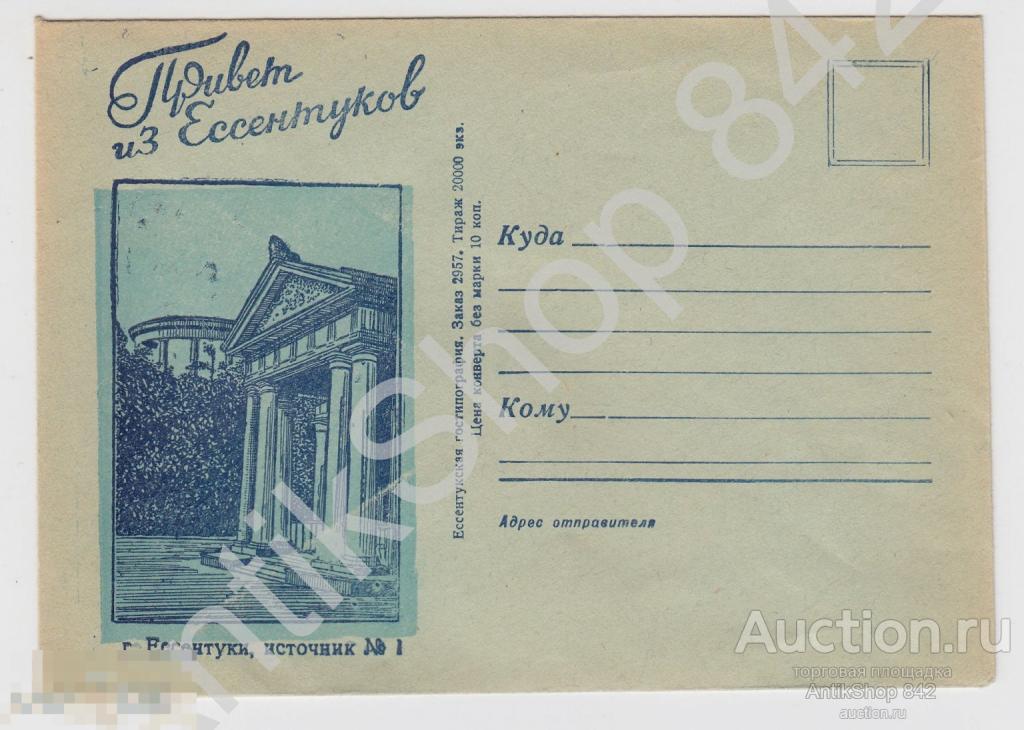 Привет
из Ессентуков
г. Ессентуки, источник № 1
Ессентукская гостипография. Заказ 2957. Тираж 20000 экз.
Цена конверта без марки 10 коп.
Куда
Кому
Адрес отправителя
AntikShop 842
Auction.ru
торговая площадка
AntikShop 842
auction.ru